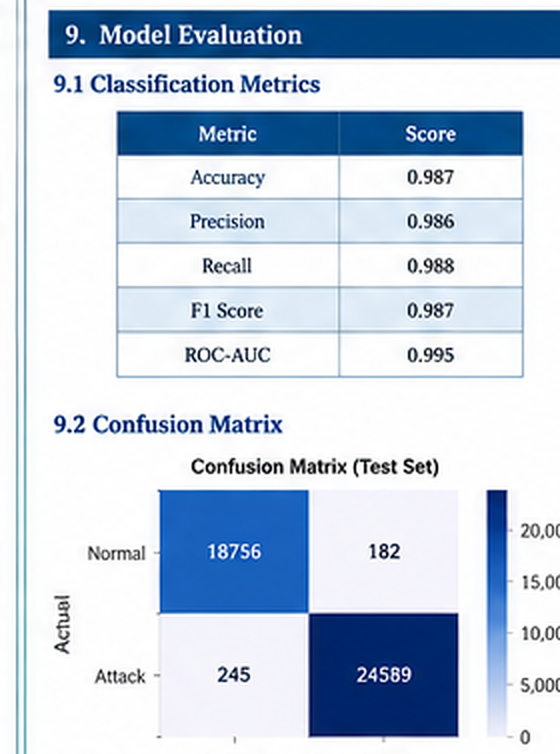 9. Model Evaluation
9.1 Classification Metrics
Metric Score
Accuracy 0.987
Precision 0.986
Recall 0.988
F1 Score 0.987
ROC-AUC 0.995
9.2 Confusion Matrix
Confusion Matrix (Test Set)
Normal 18756 182
Attack 245 24589
Actual
20,00
15,00
10,00
5,000
0